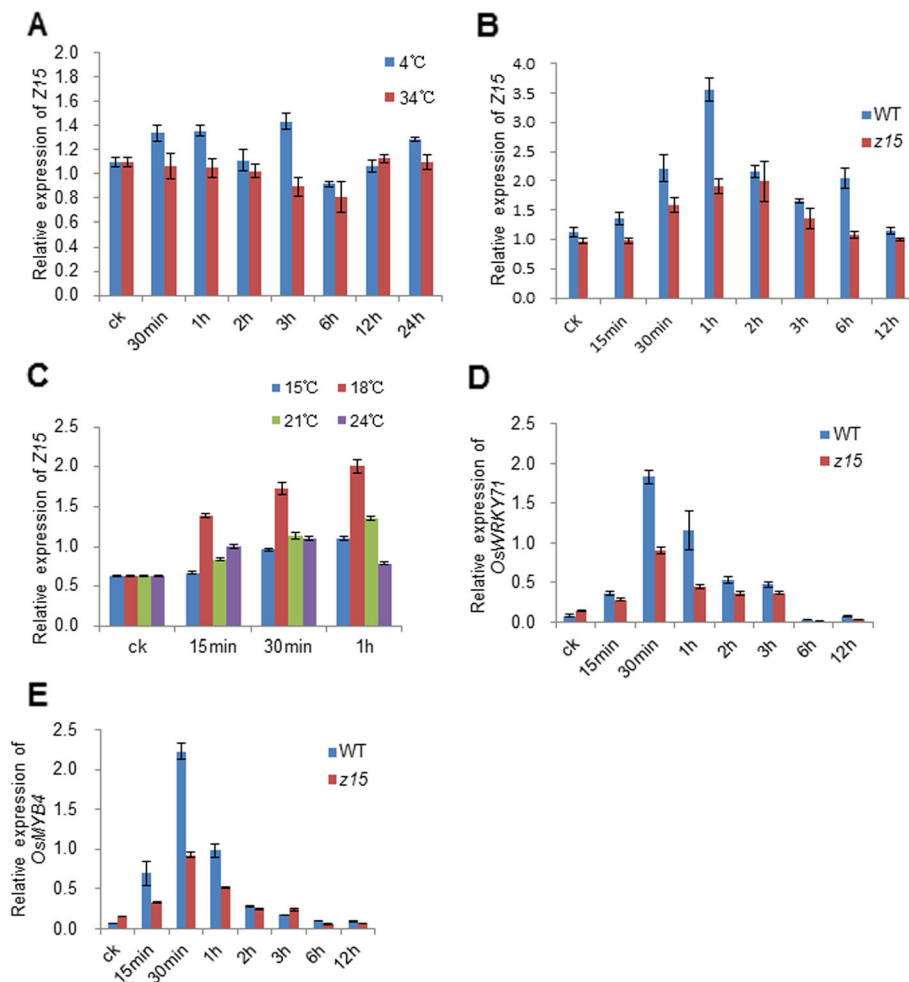 A
Relative expression of Z15
2.0
1.8
1.6
1.4
1.2
1.0
0.8
0.6
0.4
0.2
0.0
4℃
34℃
ck
30min
1h
2h
3h
6h
12h
24h
B
Relative expression of Z15
4.0
3.5
3.0
2.5
2.0
1.5
1.0
0.5
0.0
WT
z15
CK
15min
30min
1h
2h
3h
6h
12h
C
Relative expression of Z15
2.5
2.0
1.5
1.0
0.5
0.0
15℃
18℃
21℃
24℃
ck
15min
30min
1h
D
Relative expression of
OsWRKY71
2.5
2.0
1.5
1.0
0.5
0.0
WT
z15
ck
15min
30min
1h
2h
3h
6h
12h
E
Relative expression of
OsMYB4
2.5
2.0
1.5
1.0
0.5
0.0
WT
z15
ck
15min
30min
1h
2h
3h
6h
12h